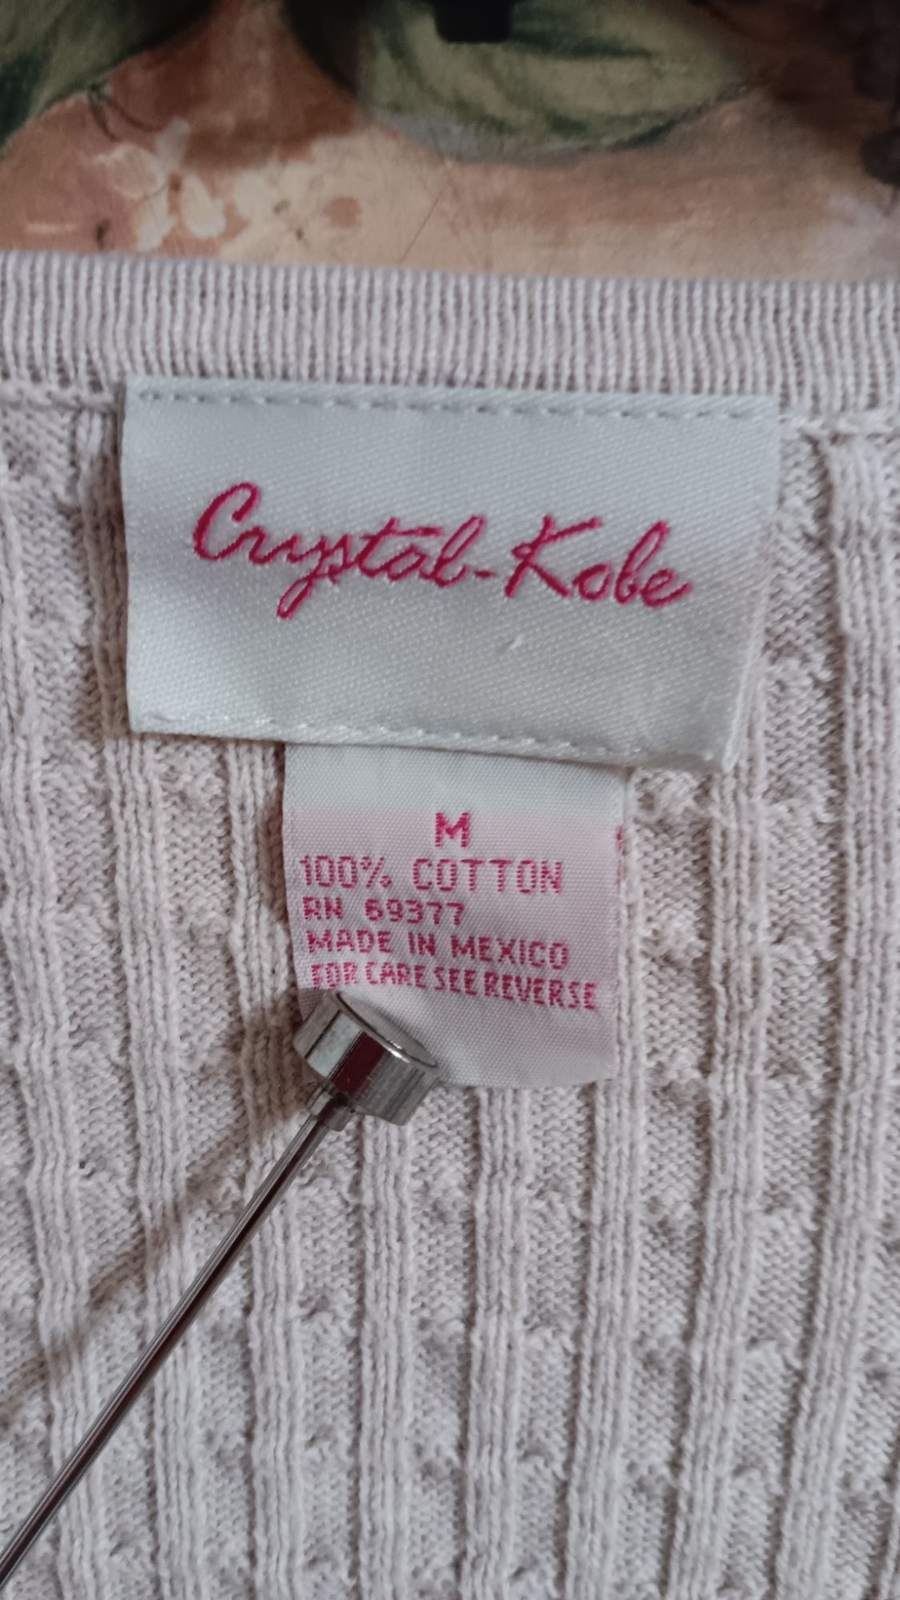 Crystal-Kobe
M
100% COTTON
RN 69377
MADE IN MEXICO
FOR CARE SEE REVERSE